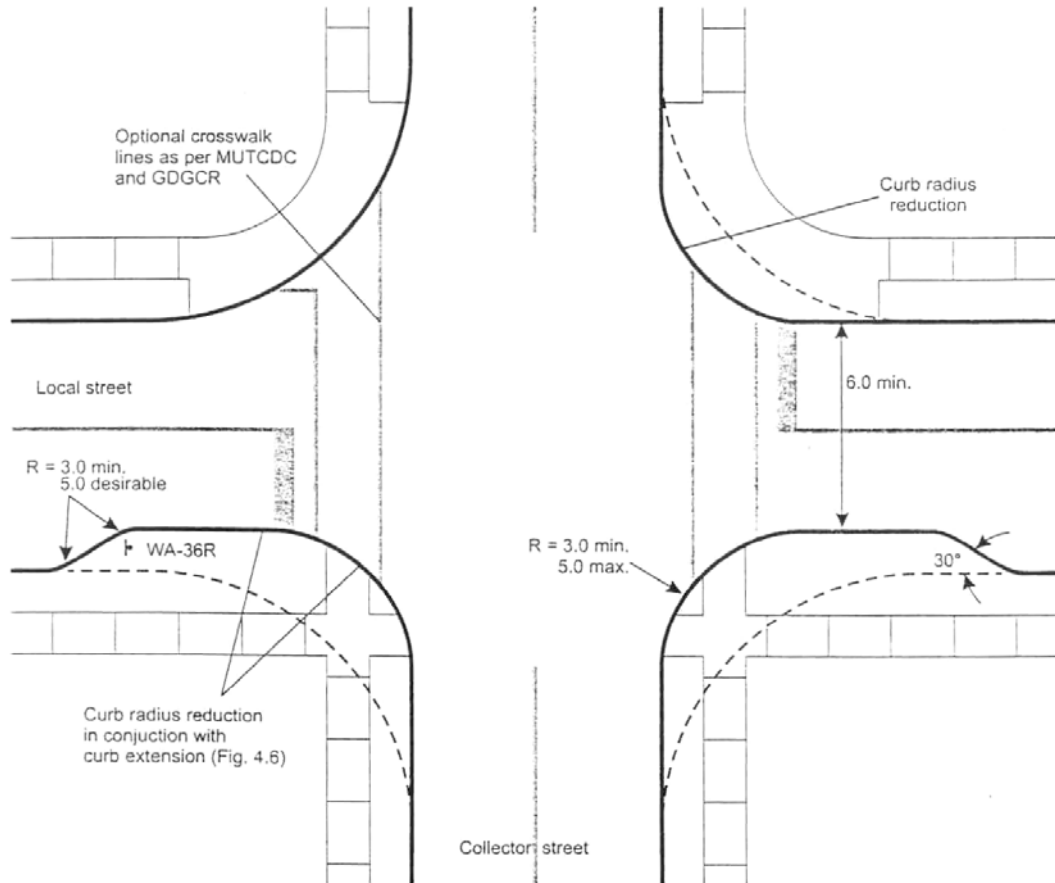 Optional crosswalk
lines as per MUTCDC
and GDGCR
Curb radius
reduction
Local street
6.0 min.
R = 3.0 min.
5.0 desirable
WA-36R
R = 3.0 min.
5.0 max.
30°
Curb radius reduction
in conjuction with
curb extension (Fig. 4.6)
Collector street